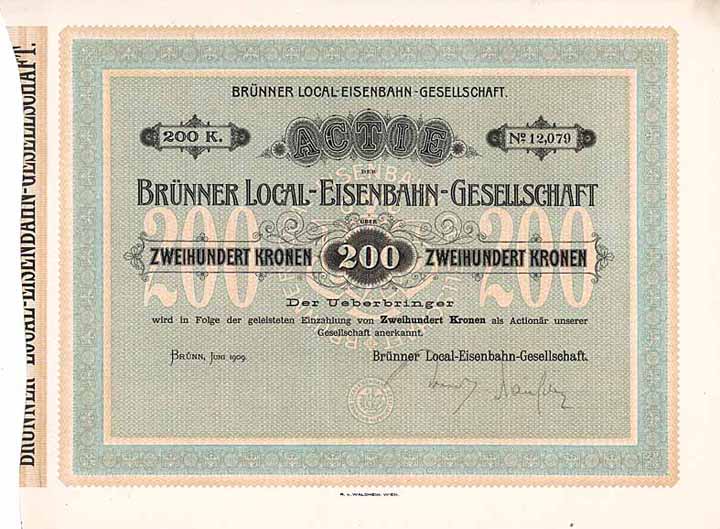 BRÜNNER LOCAL-EISENBAHN-GESELLSCHAFT.
BRÜNNER LOCAL-EISENBAHN-GESELLSCHAFT.
200 K.
ACTIE
No 12,079
DER
BRÜNNER LOCAL-EISENBAHN-GESELLSCHAFT
ÜBER
200 200
ZWEIHUNDERT KRONEN 200 ZWEIHUNDERT KRONEN
Der Ueberbringer
wird in Folge der geleisteten Einzahlung von Zweihundert Kronen als Actionär unserer
Gesellschaft anerkannt.
BRÜNN, JUNI 1909.
Brünner Local-Eisenbahn-Gesellschaft.
R. v. WALDHEIM, WIEN.